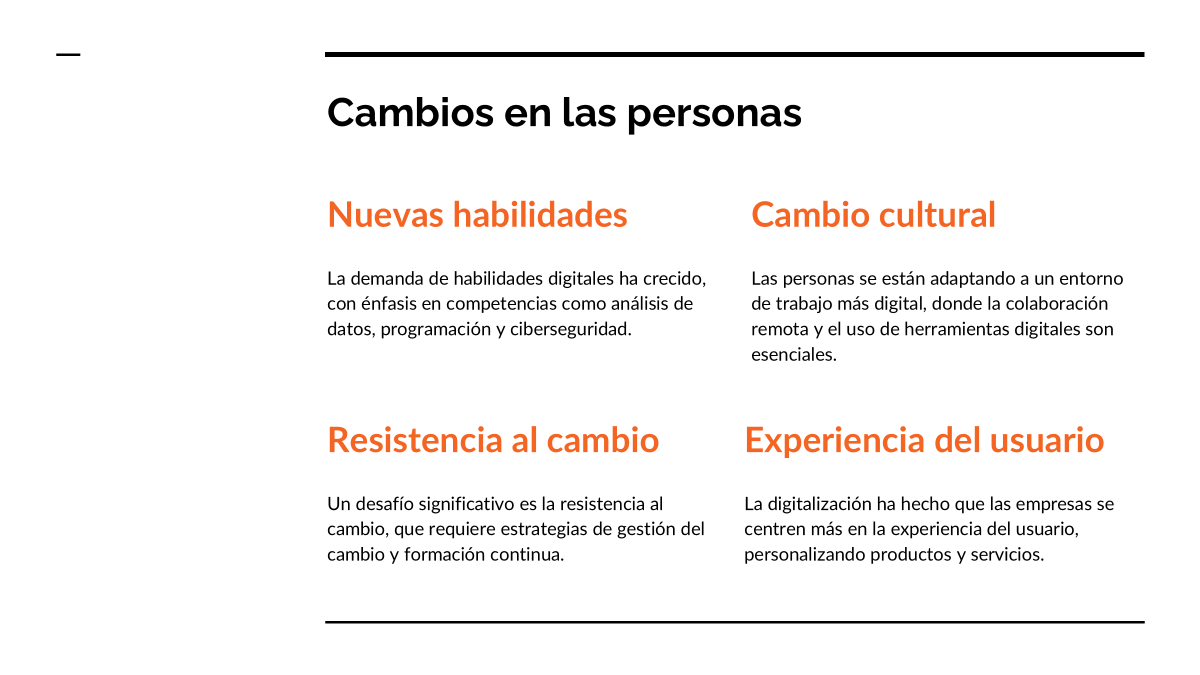 Cambios en las personas
Nuevas habilidades
La demanda de habilidades digitales ha crecido,
con énfasis en competencias como análisis de
datos, programación y ciberseguridad.
Cambio cultural
Las personas se están adaptando a un entorno
de trabajo más digital, donde la colaboración
remota y el uso de herramientas digitales son
esenciales.
Resistencia al cambio
Un desafío significativo es la resistencia al
cambio, que requiere estrategias de gestión del
cambio y formación continua.
Experiencia del usuario
La digitalización ha hecho que las empresas se
centren más en la experiencia del usuario,
personalizando productos y servicios.